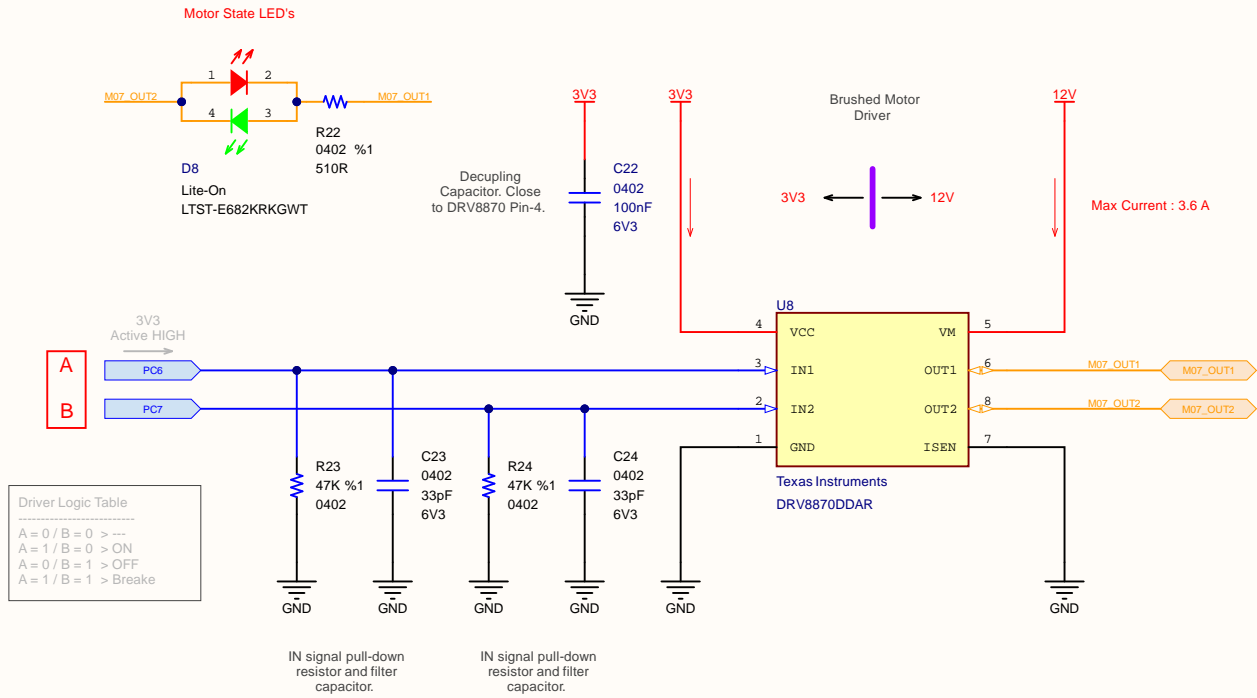 Motor State LED's
1
2
M07_OUT2
M07_OUT1
4
3
R22
0402 %1
510R
D8
Lite-On
LTST-E682KRKGWT
3V3
3V3
Brushed Motor
Driver
12V
Decupling
Capacitor. Close
to DRV8870 Pin-4.
C22
0402
100nF
6V3
GND
3V3
12V
Max Current : 3.6 A
U8
4
VCC
VM
5
3
IN1
OUT1
6
2
IN2
OUT2
8
1
GND
ISEN
7
Texas Instruments
DRV8870DDAR
M07_OUT1
M07_OUT1
M07_OUT2
M07_OUT2
3V3
Active HIGH
A
PC6
B
PC7
R23
47K %1
0402
C23
0402
33pF
6V3
R24
47K %1
0402
C24
0402
33pF
6V3
Driver Logic Table
--------------------------
A = 0 / B = 0 > ---
A = 1 / B = 0 > ON
A = 0 / B = 1 > OFF
A = 1 / B = 1 > Breake
GND
GND
GND
GND
GND
GND
IN signal pull-down
resistor and filter
capacitor.
IN signal pull-down
resistor and filter
capacitor.